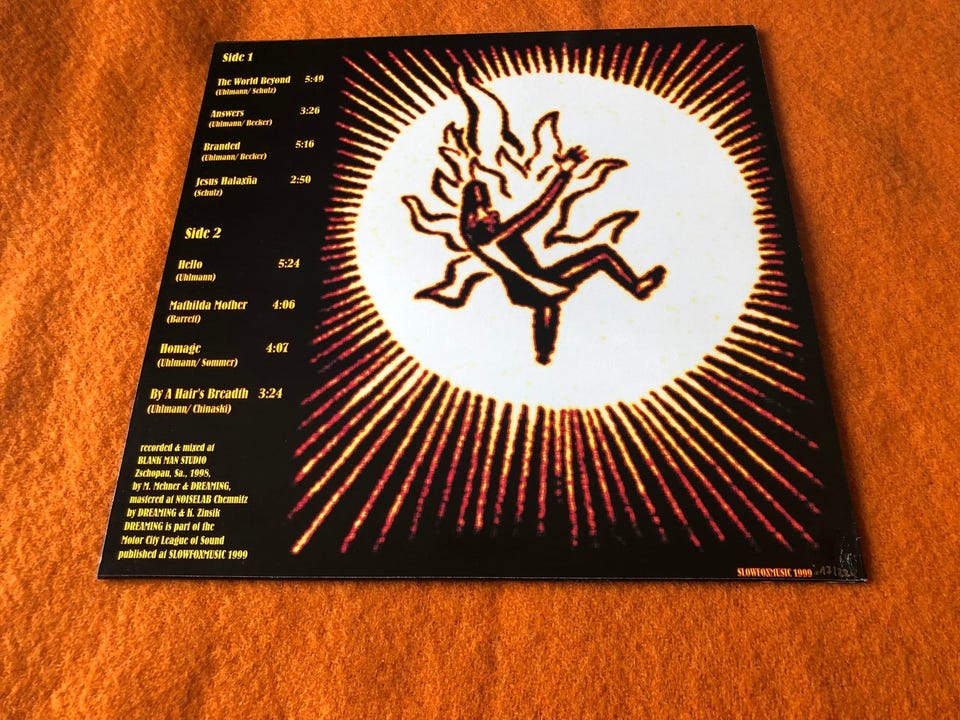 Side 1
The World Beyond 5:49
(Uhlmann/ Schulz)
Answers 3:26
(Uhlmann/ Becker)
Branded 5:16
(Uhlmann/ Becker)
Jesus Halaxña 2:50
(Schulz)
Side 2
Hello 5:24
(Uhlmann)
Mathilda Mother 4:06
(Barrett)
Homage 4:07
(Uhlmann/ Sommer)
By A Hair's Breadth 3:24
(Uhlmann/ Chinaski)
recorded & mixed at
BLANK MAN STUDIO
Zschopau, Sa., 1998,
by M. Mehner & DREAMING,
mastered at NOISELAB Chemnitz
by DREAMING & K. Zinsik
DREAMING is part of the
Motor City League of Sound
published at SLOWFOXMUSIC 1999
SLOWFOXMUSIC 1999